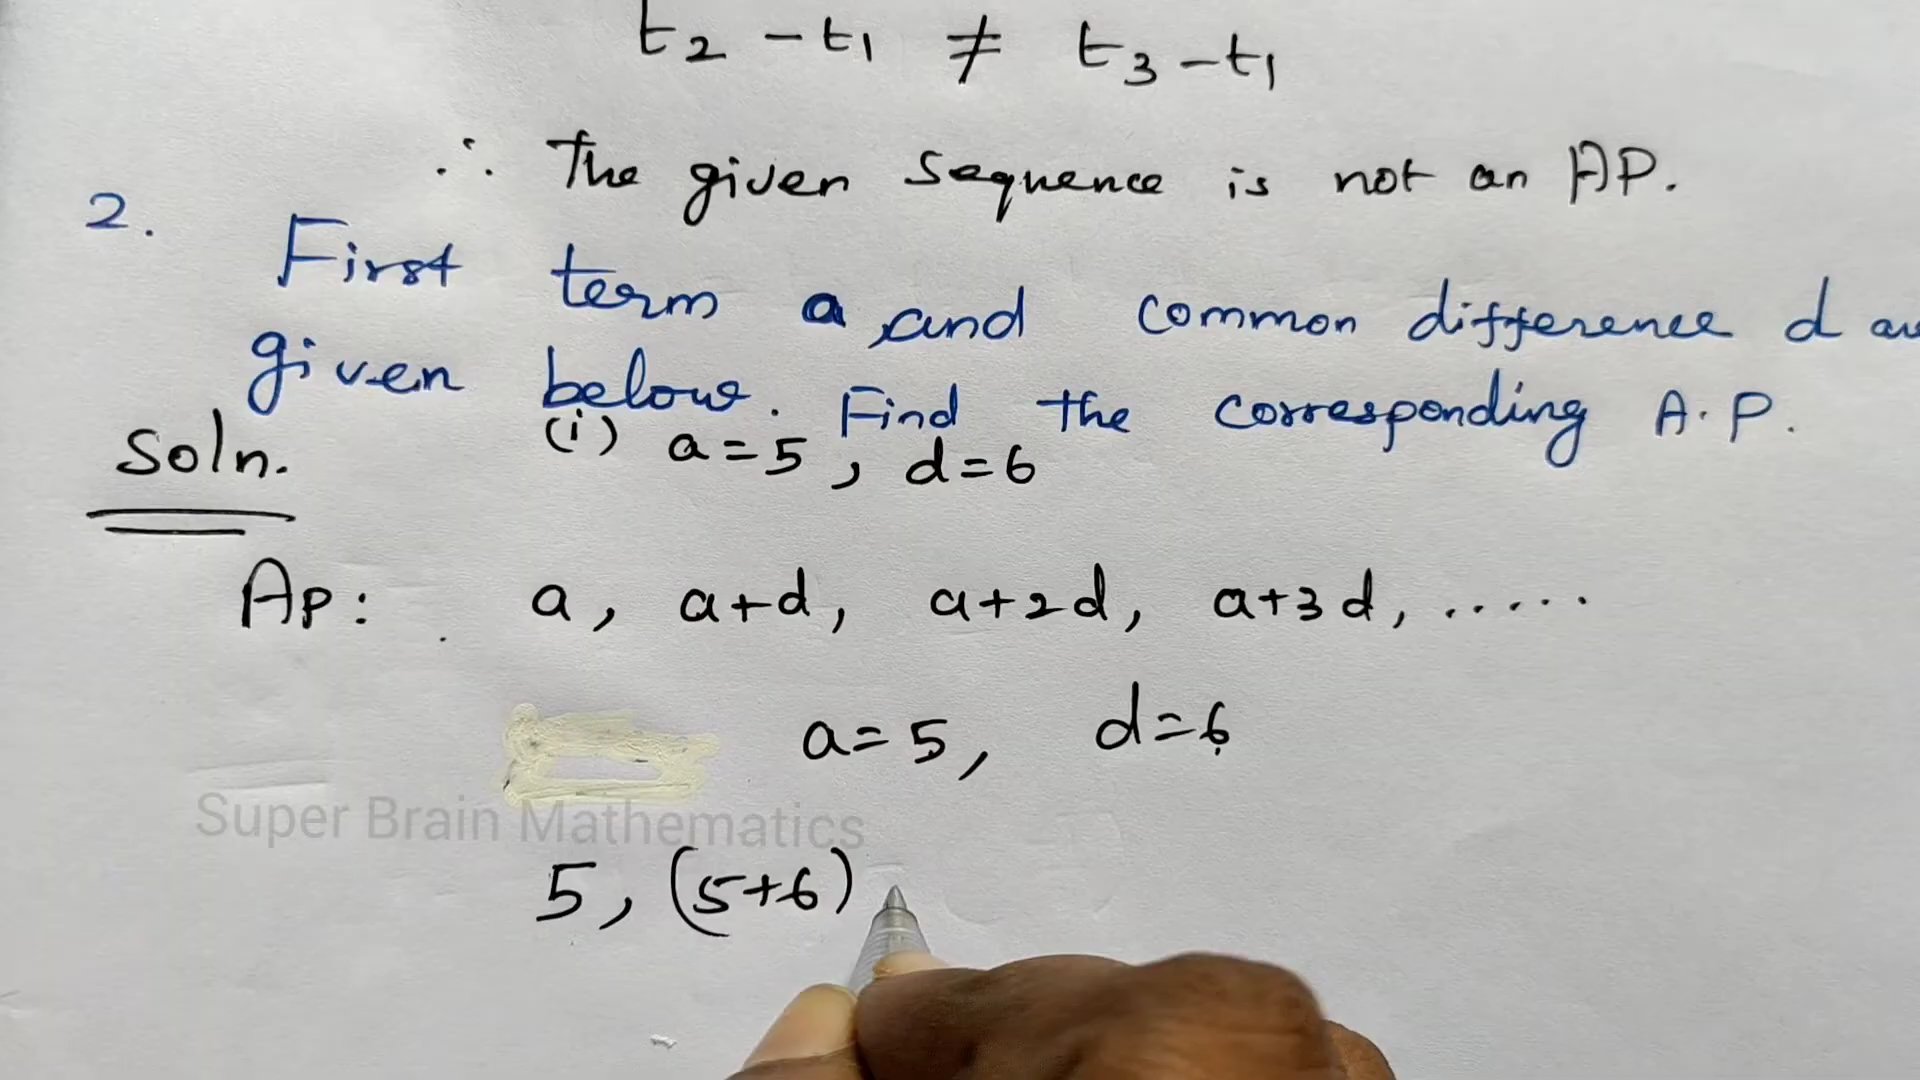 t2 - t1 ≠ t3 - t1
∴ The given sequence is not an AP.
2. First term a and common difference d
given below. Find the corresponding A.P.
Soln. (i) a=5, d=6
Ap: a, a+d, a+2d, a+3d, .....
a=5, d=6
Super Brain Mathematics
5, (5+6)